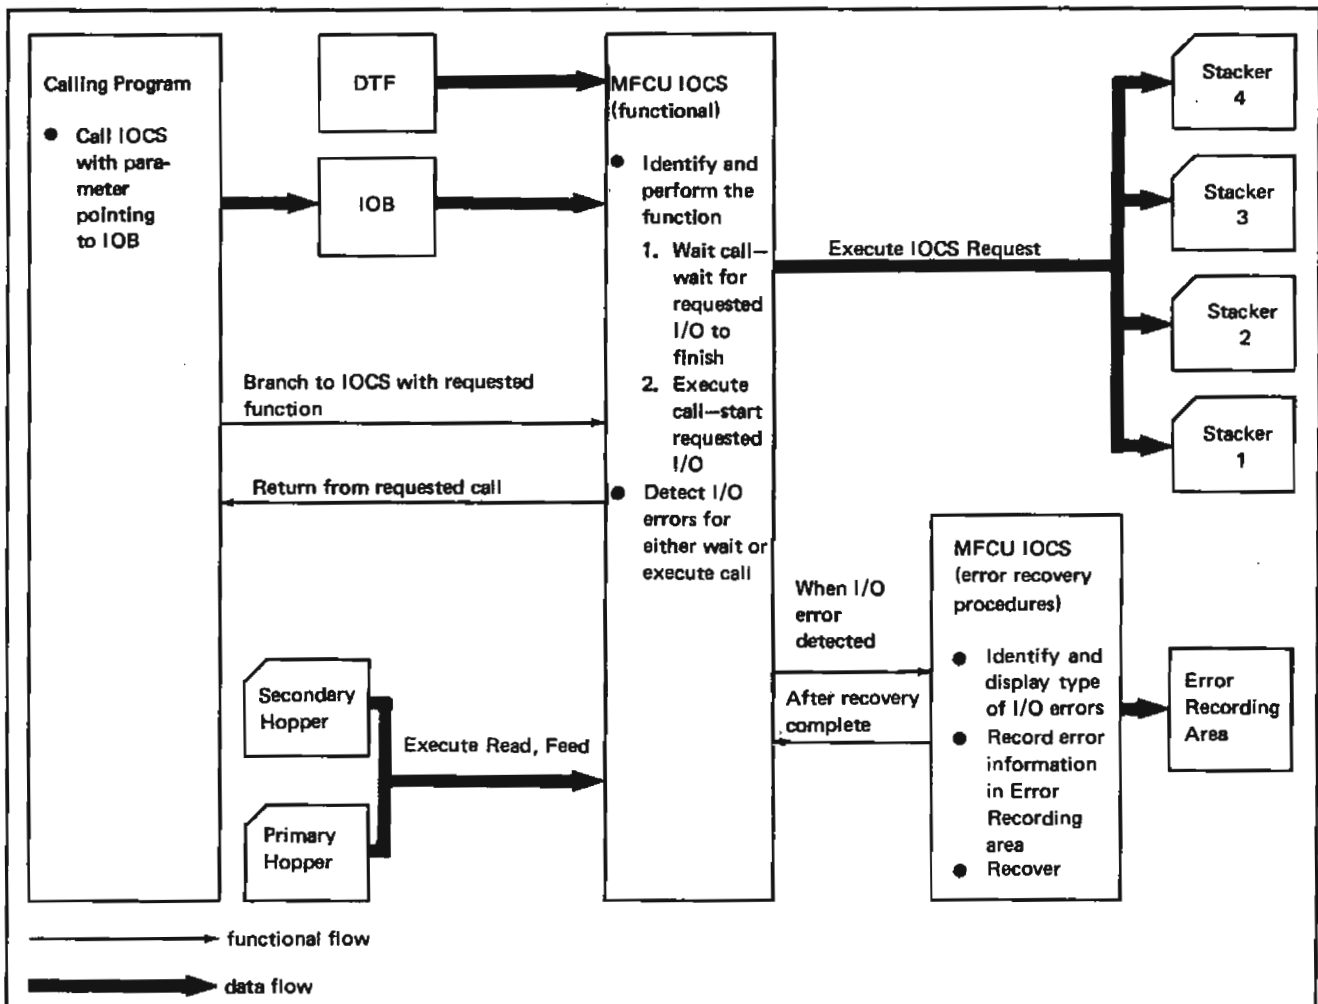 Calling Program
● Call IOCS
with para-
meter
pointing
to IOB
DTF
IOB
MFCU IOCS
(functional)
● Identify and
perform the
function
1. Wait call—
wait for
requested
I/O to
finish
2. Execute
call—start
requested
I/O
● Detect I/O
errors for
either wait or
execute call
Branch to IOCS with requested
function
Return from requested call
Secondary
Hopper
Primary
Hopper
Execute Read, Feed
Execute IOCS Request
Stacker
4
Stacker
3
Stacker
2
Stacker
1
When I/O
error
detected
After recovery
complete
MFCU IOCS
(error recovery
procedures)
● Identify and
display type
of I/O errors
● Record error
information
in Error
Recording
area
● Recover
Error
Recording
Area
functional flow
data flow